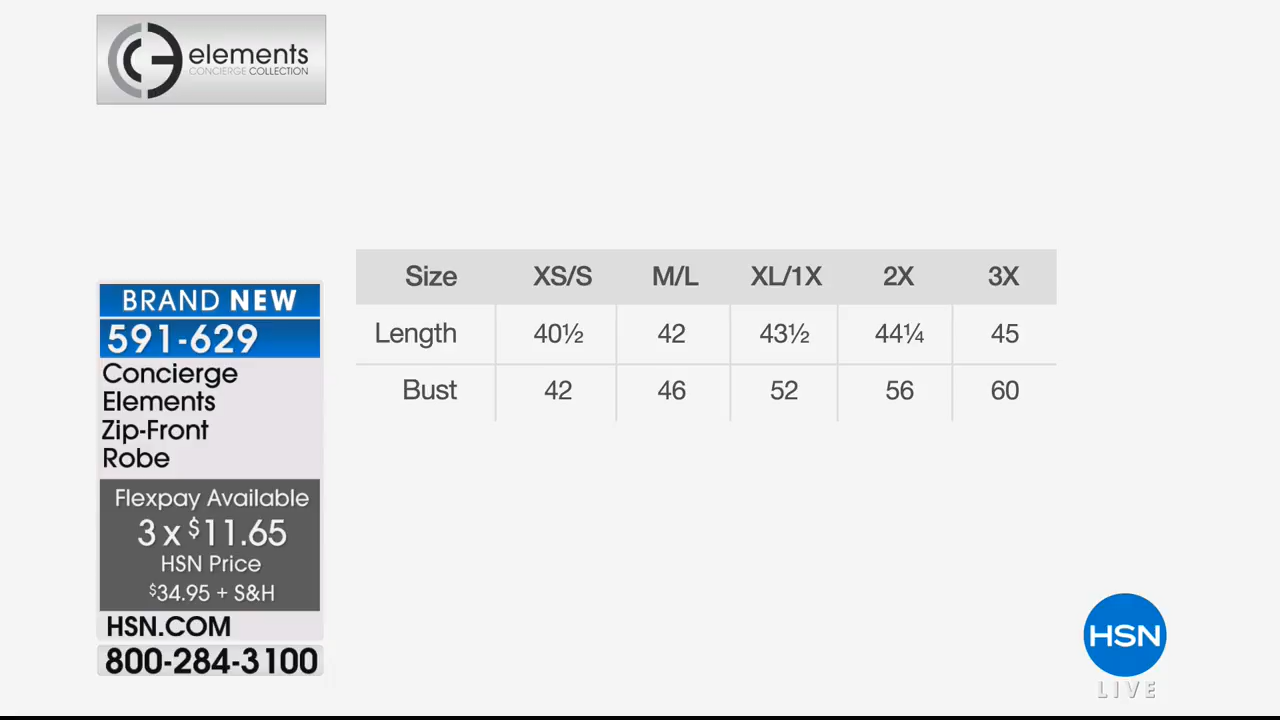 elements
CONCIERGE COLLECTION
Size XS/S M/L XL/1X 2X 3X
Length 40½ 42 43½ 44¼ 45
Bust 42 46 52 56 60
BRAND NEW
591-629
Concierge
Elements
Zip-Front
Robe
Flexpay Available
3 x $11.65
HSN Price
$34.95 + S&H
HSN.COM
800-284-3100
HSN
LIVE